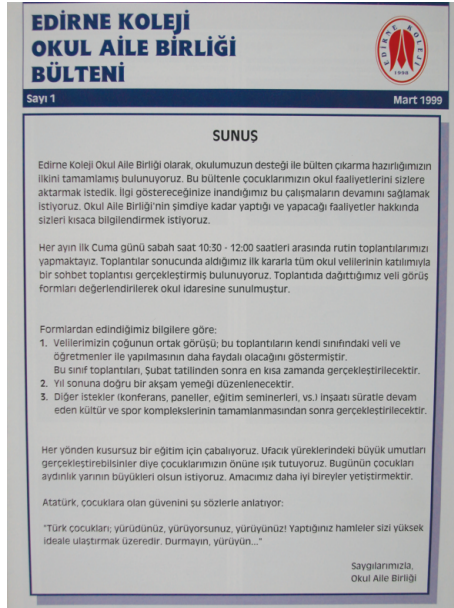 EDİRNE KOLEJİ
OKUL AİLE BİRLİĞİ
BÜLTENİ
EDİRNE KOLEJİ
1990
Sayı 1
Mart 1999
SUNUŞ
Edirne Koleji Okul Aile Birliği olarak, okulumuzun desteği ile bülten çıkarma hazırlığımızın
ilkini tamamlamış bulunuyoruz. Bu bültenle çocuklarımızın okul faaliyetlerini sizlere
aktarmak istedik. İlgi göstereceğinize inandığımız bu çalışmaların devamını sağlamak
istiyoruz. Okul Aile Birliği'nin şimdiye kadar yaptığı ve yapacağı faaliyetler hakkında
sizleri kısaca bilgilendirmek istiyoruz.
Her ayın ilk Cuma günü sabah saat 10:30 - 12:00 saatleri arasında rutin toplantılarımızı
yapmaktayız. Toplantılar sonucunda aldığımız ilk kararla tüm okul velilerinin katılımıyla
bir sohbet toplantısı gerçekleştirmiş bulunuyoruz. Toplantıda dağıttığımız veli görüş
formları değerlendirilerek okul idaresine sunulmuştur.
Formlardan edindiğimiz bilgilere göre:
1. Velilerimizin çoğunun ortak görüşü; bu toplantıların kendi sınıfındaki veli ve
öğretmenler ile yapılmasının daha faydalı olacağını göstermiştir.
Bu sınıf toplantıları, Şubat tatilinden sonra en kısa zamanda gerçekleştirilecektir.
2. Yıl sonuna doğru bir akşam yemeği düzenlenecektir.
3. Diğer istekler (konferans, paneller, eğitim seminerleri, vs.) inşaatı süratle devam
eden kültür ve spor komplekslerinin tamamlanmasından sonra gerçekleştirilecektir.
Her yönden kusursuz bir eğitim için çabalıyoruz. Ufacık yüreklerindeki büyük umutları
gerçekleştirebilsinler diye çocuklarımızın önüne ışık tutuyoruz. Bugünün çocukları
aydınlık yarının büyükleri olsun istiyoruz. Amacımız daha iyi bireyler yetiştirmektir.
Atatürk, çocuklara olan güvenini şu sözlerle anlatıyor:
"Türk çocukları; yürüdünüz, yürüyorsunuz, yürüyünüz! Yaptığınız hamleler sizi yüksek
ideale ulaştırmak üzeredir. Durmayın, yürüyün..."
Saygılarımızla,
Okul Aile Birliği